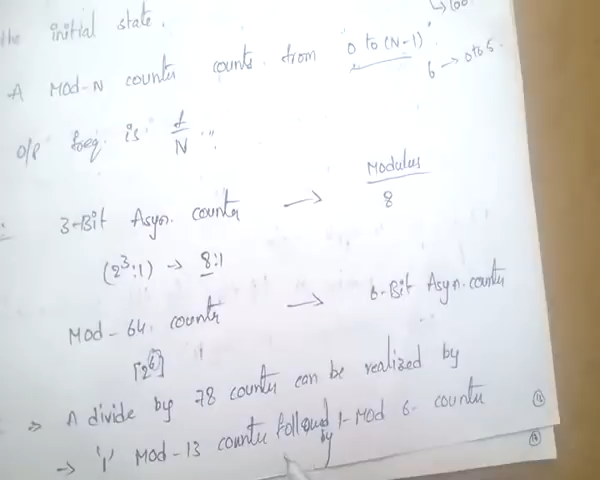 the initial state.
↳ 100
A Mod-N counter counts from "0 to (N-1)".
6 → 0 to 5.
O/P freq. is f/N
Modulus
3-Bit Asyn. counter → 8
(2³:1) → 8:1
Mod-64 counter → 6-Bit Asyn. counter
[2⁶]
⇒ A divide by 78 counter can be realized by
→ '1' Mod-13 counter followed by 1-Mod 6 counter